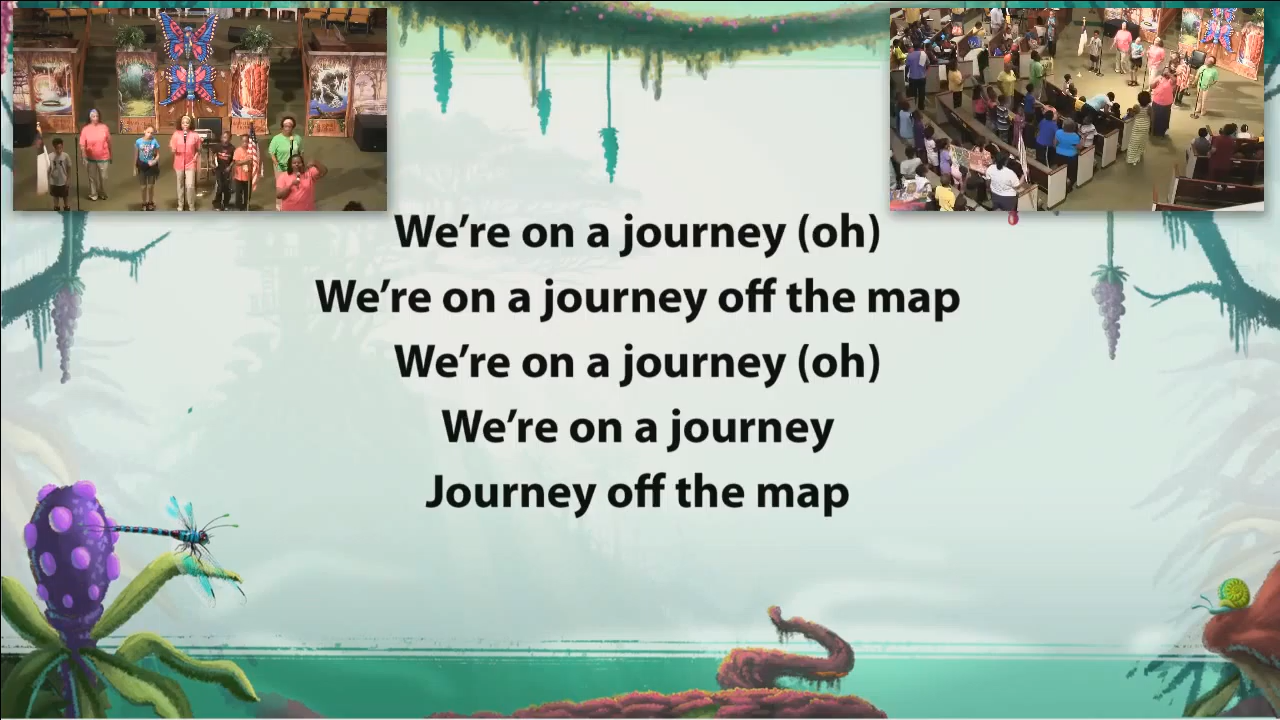 We're on a journey (oh)
We're on a journey off the map
We're on a journey (oh)
We're on a journey
Journey off the map